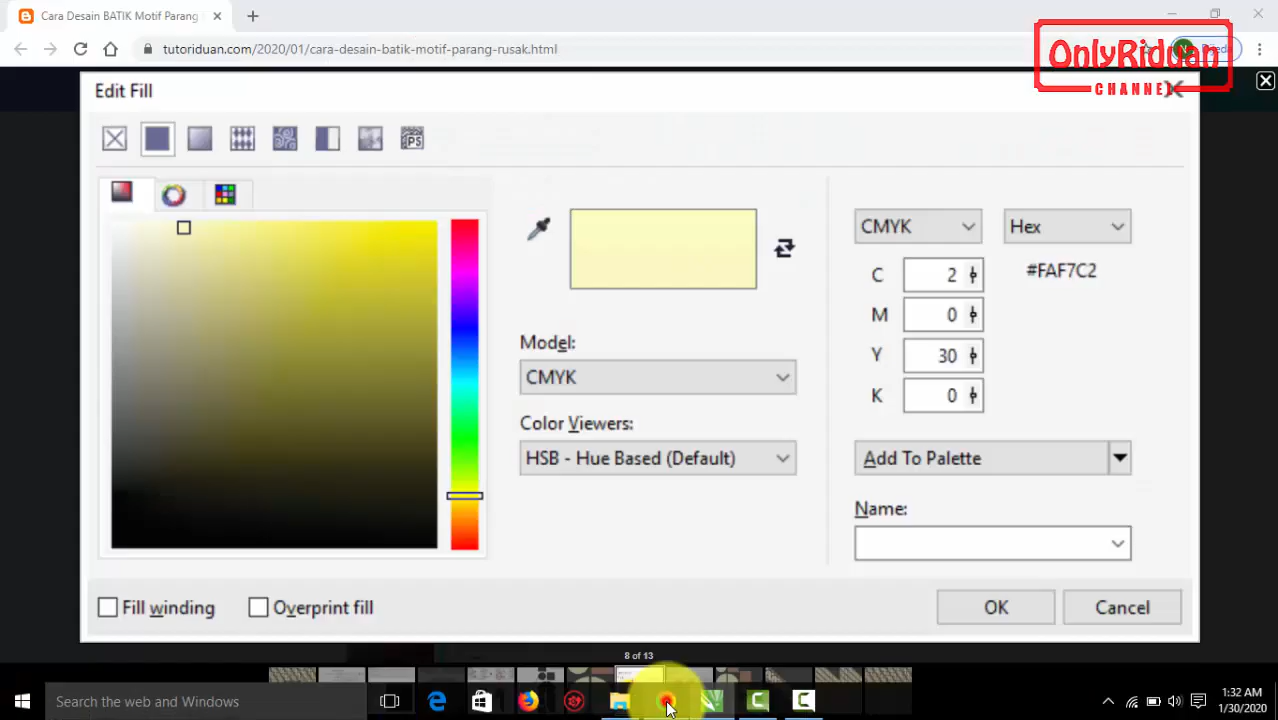 Cara Desain BATIK Motif Parang
tutoriduan.com/2020/01/cara-desain-batik-motif-parang-rusak.html
OnlyRiduan
CHANNEL
Edit Fill
PS
CMYK
Hex
C 2
#FAF7C2
M 0
Y 30
K 0
Model:
CMYK
Color Viewers:
HSB - Hue Based (Default)
Add To Palette
Name:
Fill winding
Overprint fill
OK
Cancel
8 of 13
Search the web and Windows
1:32 AM
1/30/2020